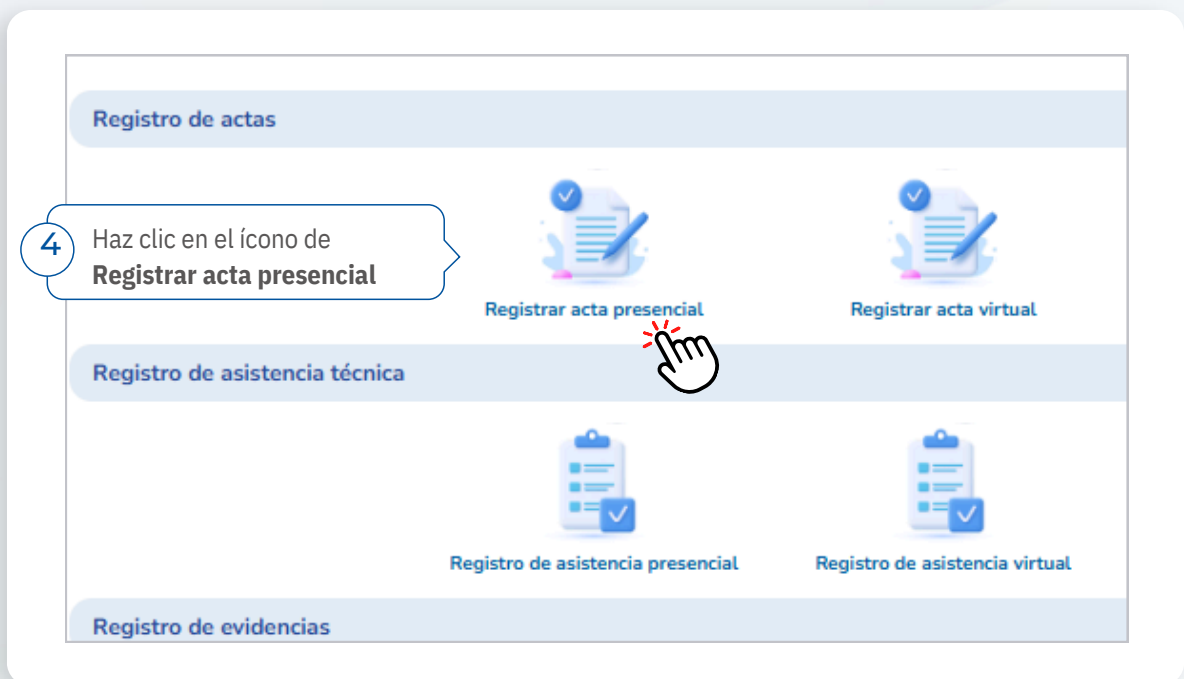 Registro de actas
4
Haz clic en el ícono de
Registrar acta presencial
Registrar acta presencial
Registrar acta virtual
Registro de asistencia técnica
Registro de asistencia presencial
Registro de asistencia virtual
Registro de evidencias